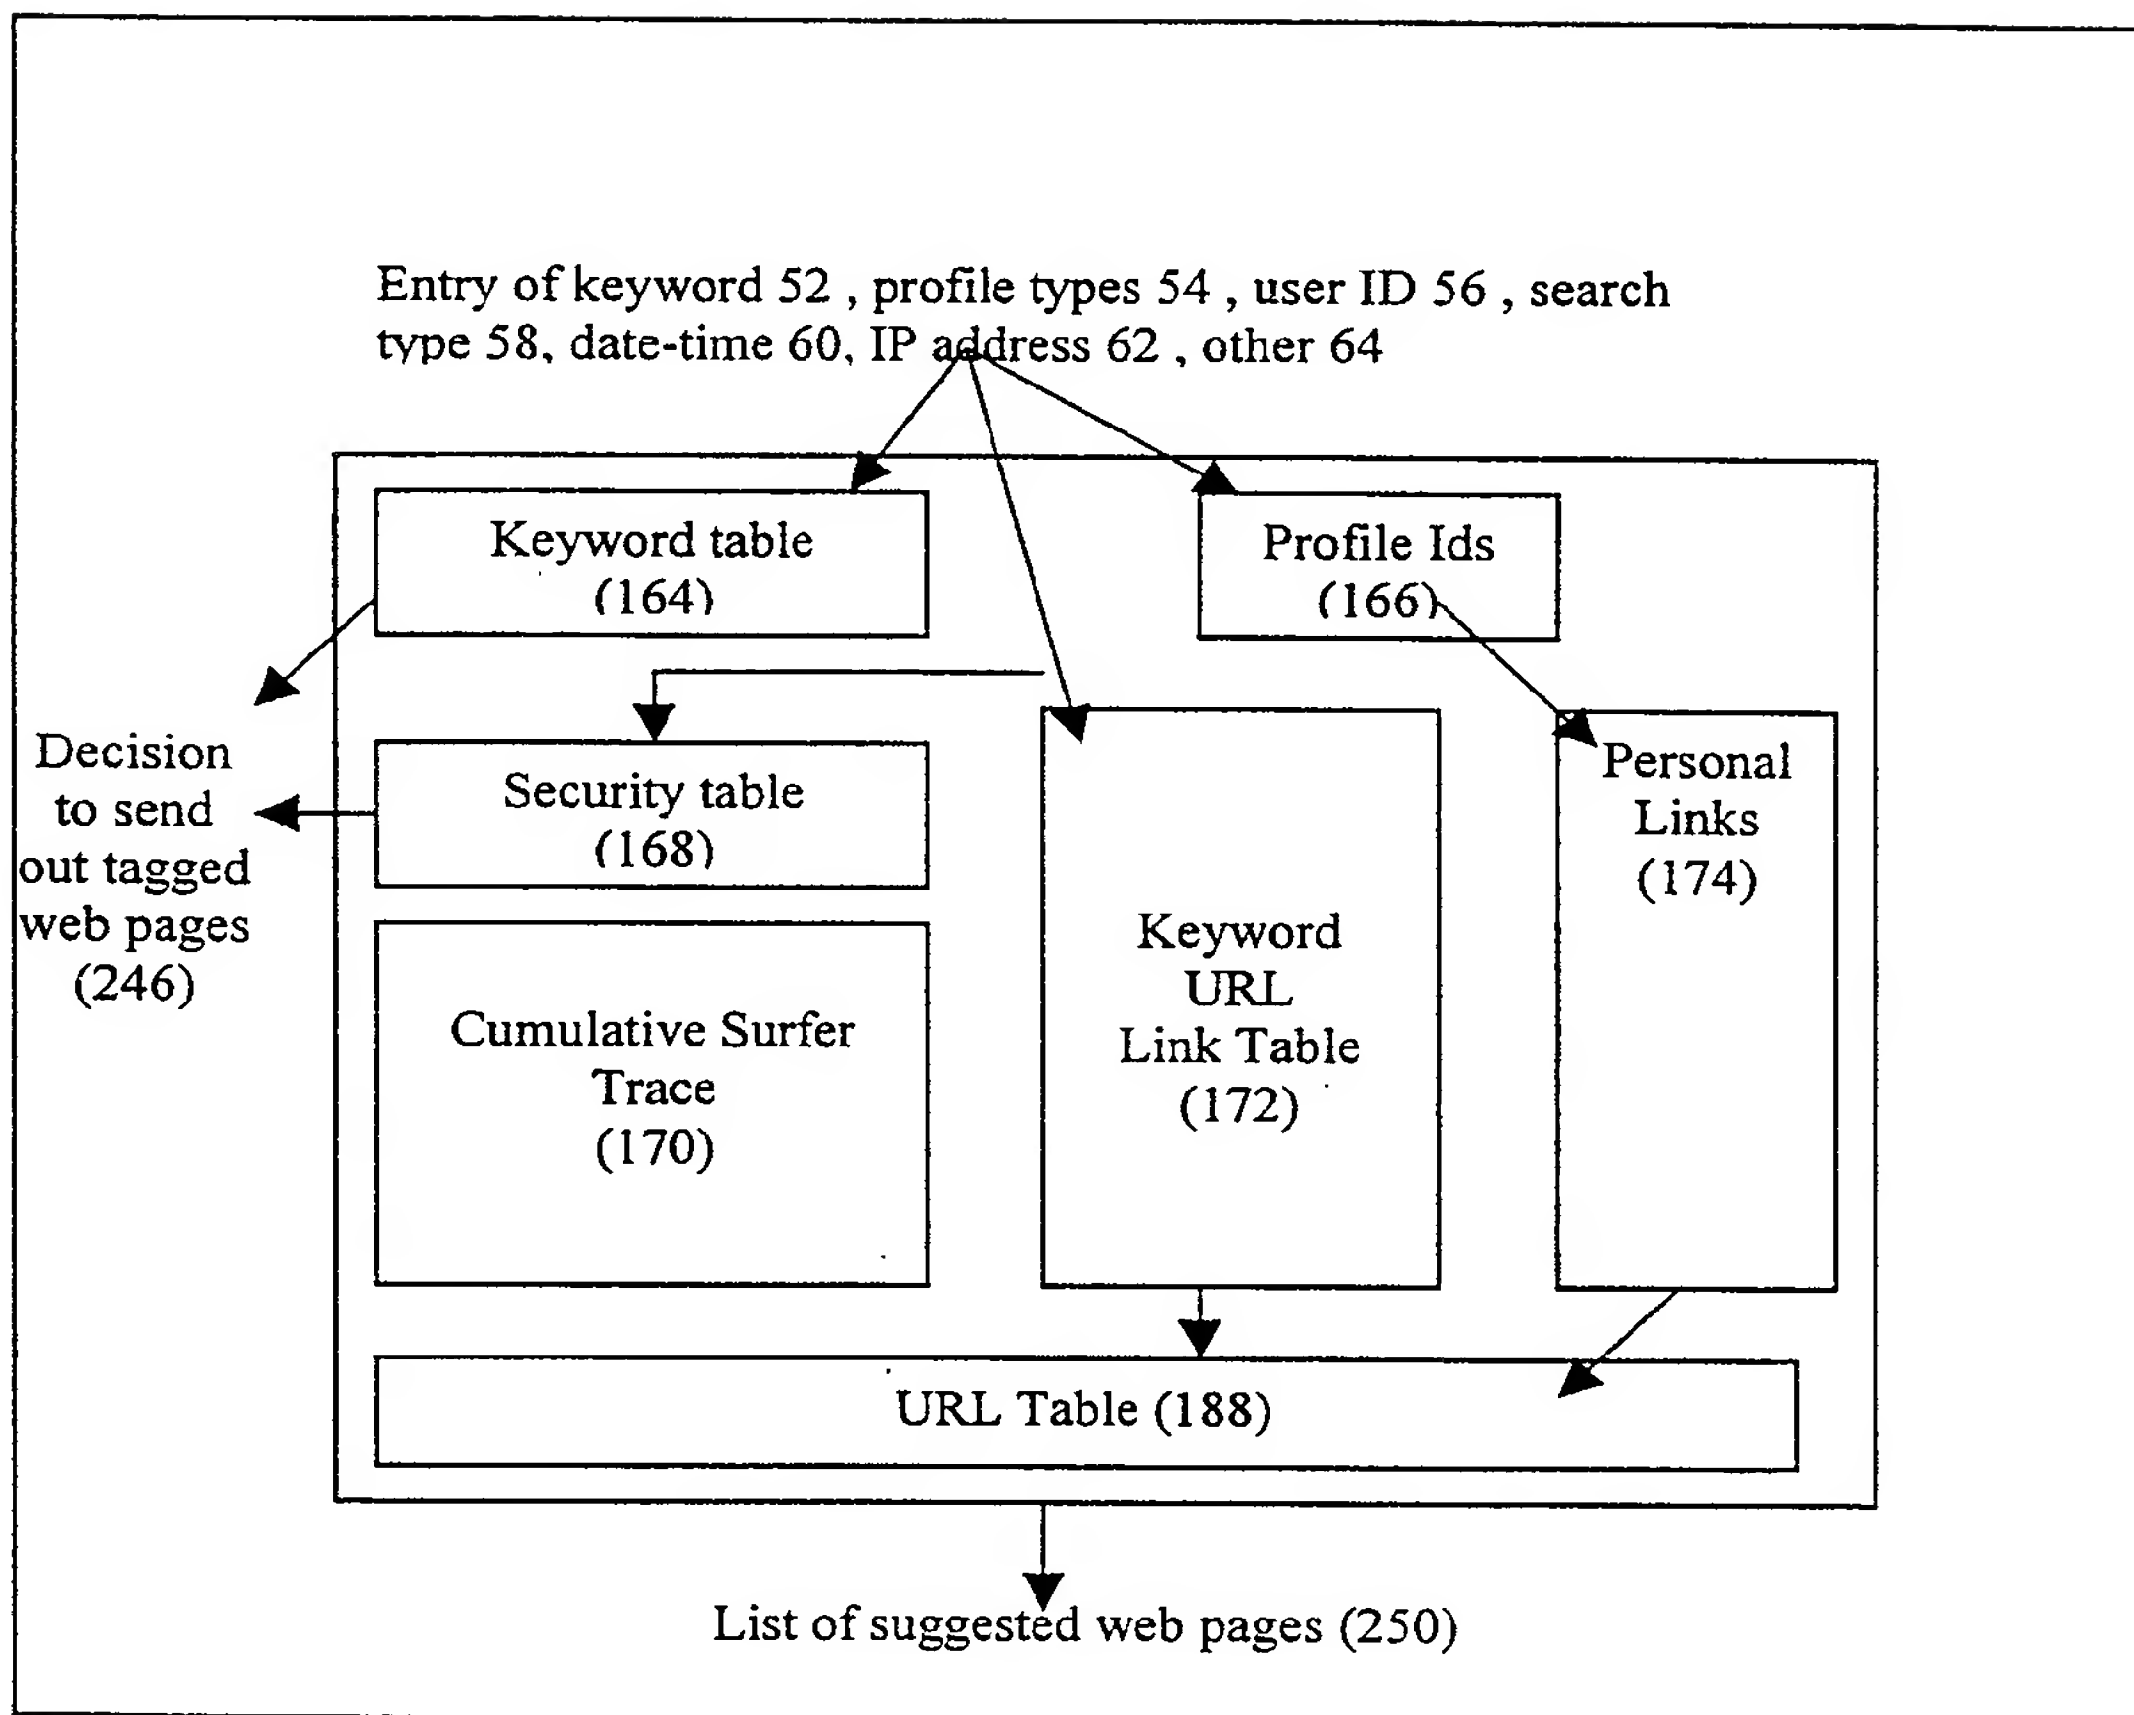 Entry of keyword 52 , profile types 54 , user ID 56 , search
type 58, date-time 60, IP address 62 , other 64
Keyword table
(164)
Profile Ids
(166)
Decision
to send
out tagged
web pages
(246)
Security table
(168)
Cumulative Surfer
Trace
(170)
Keyword
URL
Link Table
(172)
Personal
Links
(174)
URL Table (188)
List of suggested web pages (250)